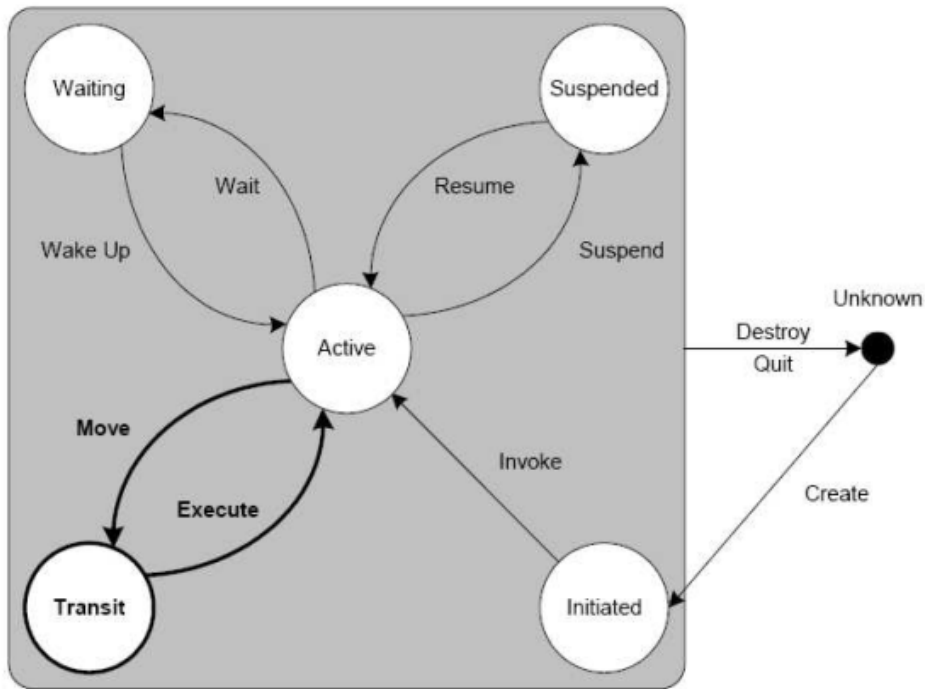 Waiting
Suspended
Wait
Resume
Wake Up
Suspend
Unknown
Destroy
Quit
Active
Move
Invoke
Create
Execute
Transit
Initiated